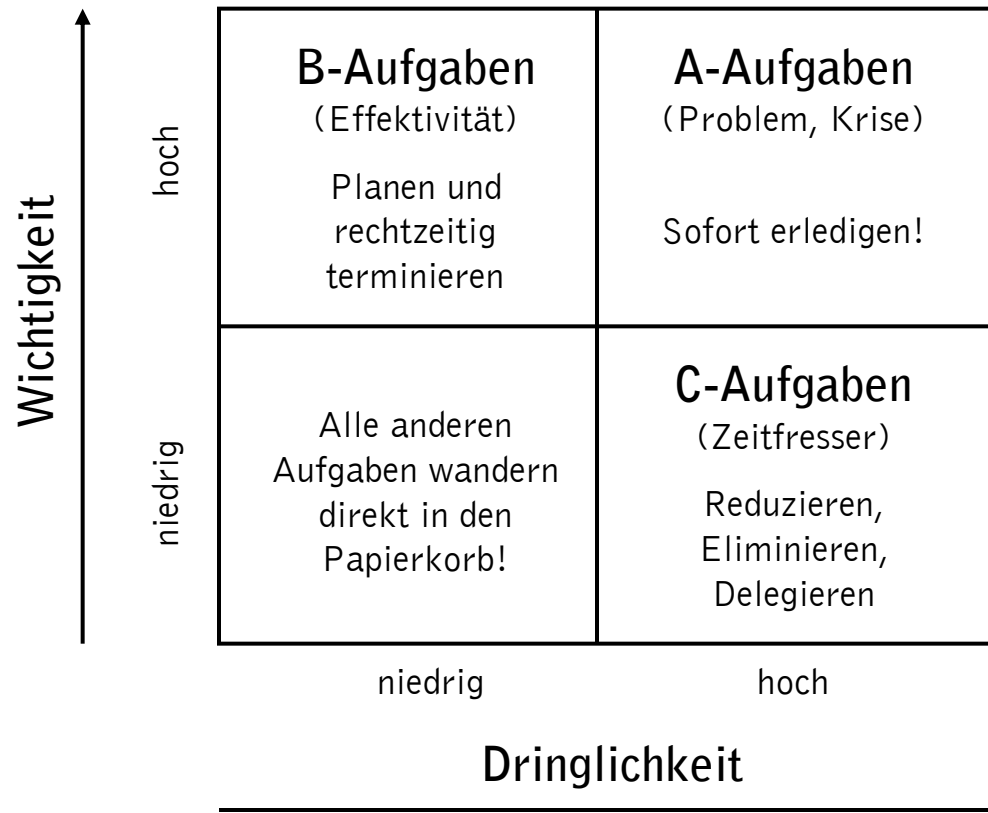 Wichtigkeit
hoch
niedrig
B-Aufgaben
(Effektivität)
Planen und
rechtzeitig
terminieren
A-Aufgaben
(Problem, Krise)
Sofort erledigen!
Alle anderen
Aufgaben wandern
direkt in den
Papierkorb!
C-Aufgaben
(Zeitfresser)
Reduzieren,
Eliminieren,
Delegieren
niedrig
hoch
Dringlichkeit